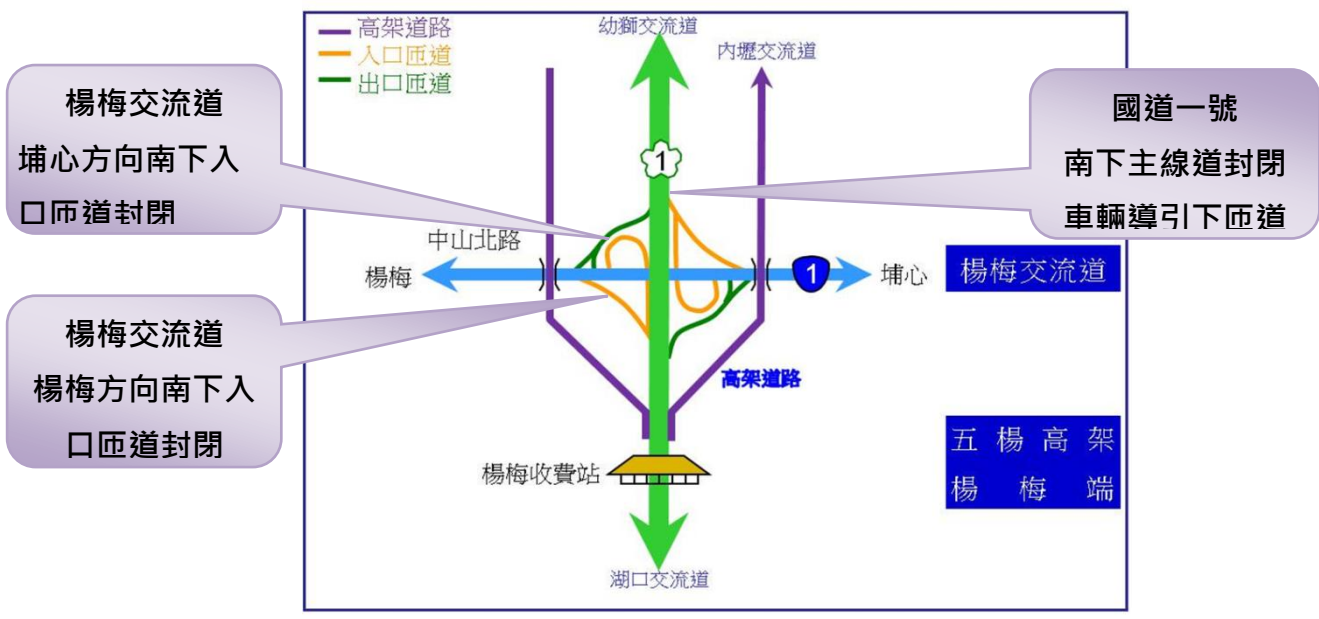 高架道路
入口匝道
出口匝道
幼獅交流道
內壢交流道
楊梅交流道
埔心方向南下入
口匝道封閉
國道一號
南下主線道封閉
車輛導引下匝道
1
中山北路
楊梅
1
埔心
楊梅交流道
楊梅交流道
楊梅方向南下入
口匝道封閉
高架道路
五楊高架
楊梅端
楊梅收費站
湖口交流道